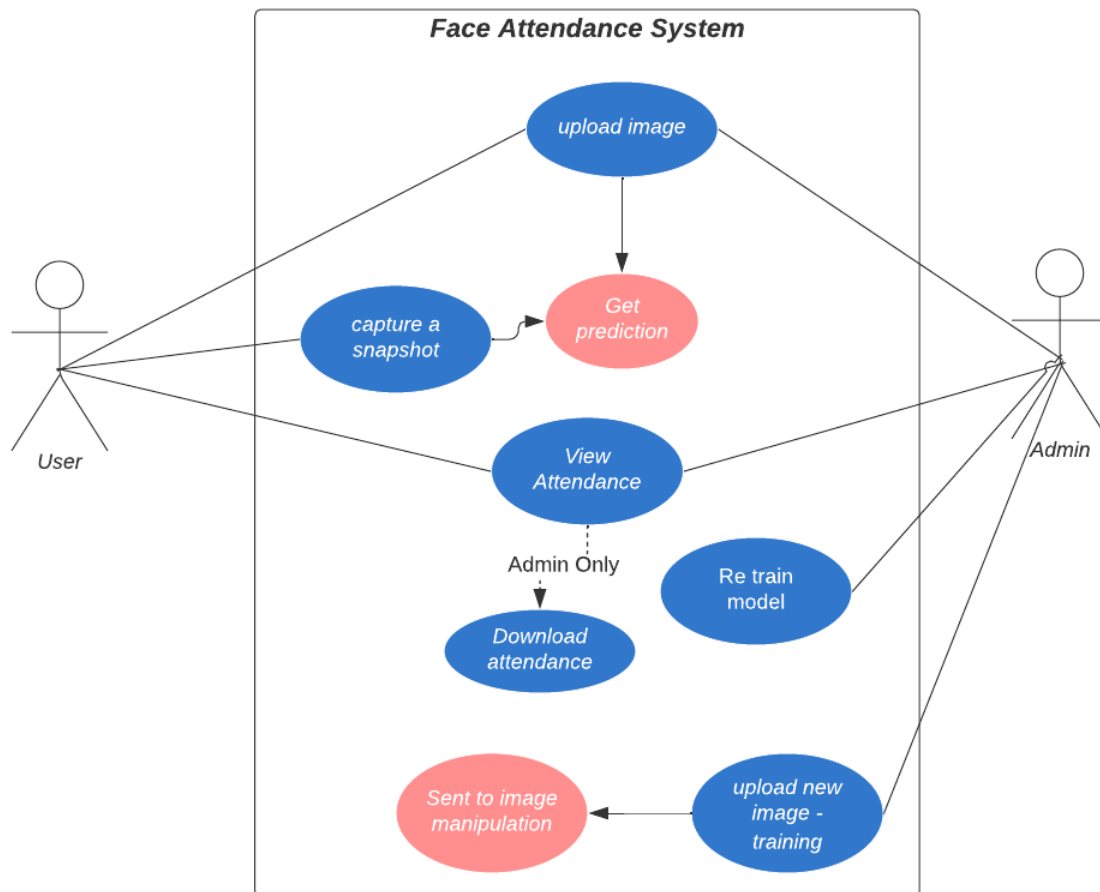 Face Attendance System
upload image
Get
prediction
capture a
snapshot
User
View
Attendance
Admin
Admin Only
Re train
model
Download
attendance
Sent to image
manipulation
upload new
image -
training